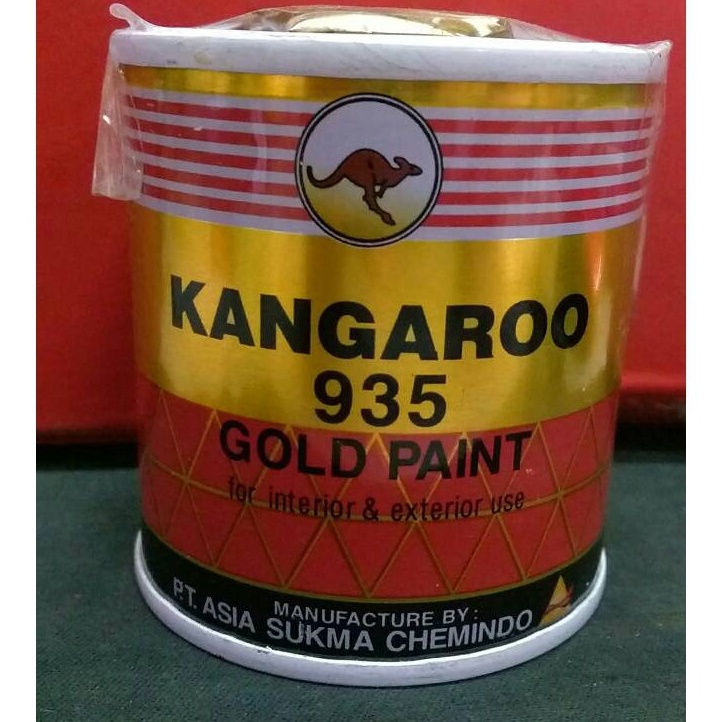 KANGAROO
935
GOLD PAINT
for interior & exterior use
MANUFACTURE BY:
P.T. ASIA SUKMA CHEMINDO